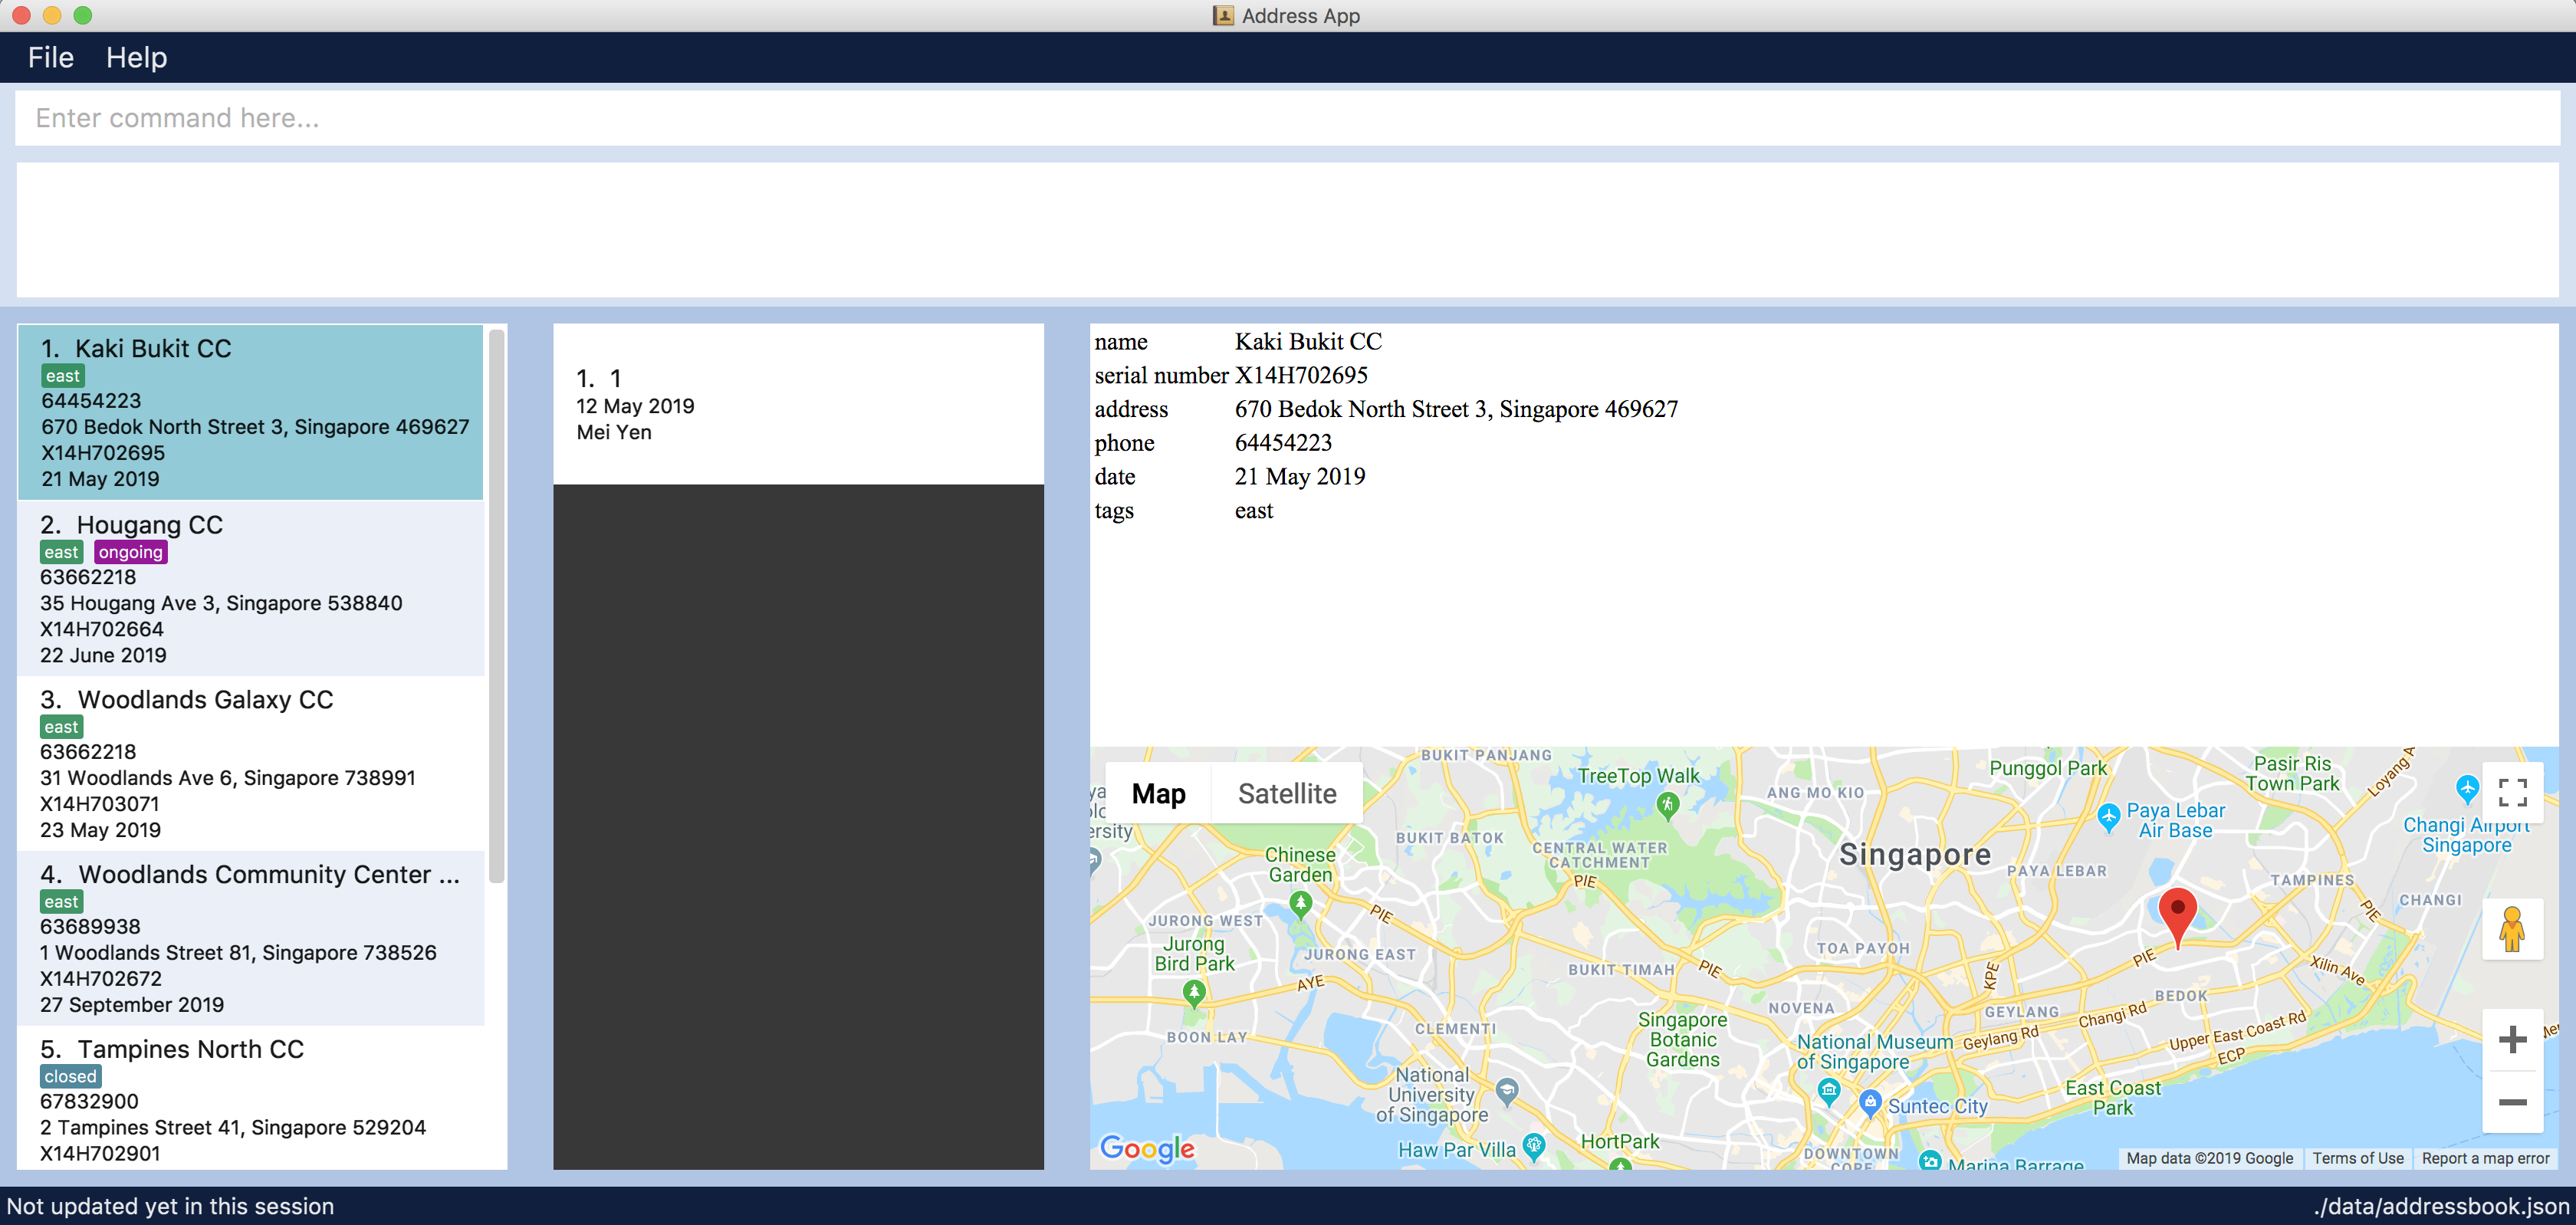 Address App
File Help
Enter command here...
1. Kaki Bukit CC
east
64454223
670 Bedok North Street 3, Singapore 469627
X14H702695
21 May 2019
2. Hougang CC
east ongoing
63662218
35 Hougang Ave 3, Singapore 538840
X14H702664
22 June 2019
3. Woodlands Galaxy CC
east
63662218
31 Woodlands Ave 6, Singapore 738991
X14H703071
23 May 2019
4. Woodlands Community Center ...
east
63689938
1 Woodlands Street 81, Singapore 738526
X14H702672
27 September 2019
5. Tampines North CC
closed
67832900
2 Tampines Street 41, Singapore 529204
X14H702901
1. 1
12 May 2019
Mei Yen
name Kaki Bukit CC
serial number X14H702695
address 670 Bedok North Street 3, Singapore 469627
phone 64454223
date 21 May 2019
tags east
Map Satellite
BUKIT PANJANG
TreeTop Walk
ANG MO KIO
Punggol Park
Pasir Ris
Town Park
Loyang A
Paya Lebar
Air Base
Changi Airport
Singapore
ersity
BUKIT BATOK
CENTRAL WATER
CATCHMENT
Chinese
Garden
PIE
Singapore
PAYA LEBAR
TAMPINES
CHANGI
PIE
JURONG WEST
PIE
Jurong
Bird Park
JURONG EAST
TOA PAYOH
BUKIT TIMAH
PIE
PIE
KPE
Xilin Ave
AYE
BEDOK
NOVENA
GEYLANG
Changi Rd
Geylang Rd
Upper East Coast Rd
ECP
BOON LAY
CLEMENTI
Singapore
Botanic
Gardens
National Museum
of Singapore
National
University
of Singapore
Suntec City
East Coast
Park
Haw Par Villa
HortPark
DOWNTOWN
CORE
Marina Barrage
Google
Map data ©2019 Google Terms of Use Report a map error
Not updated yet in this session ./data/addressbook.json